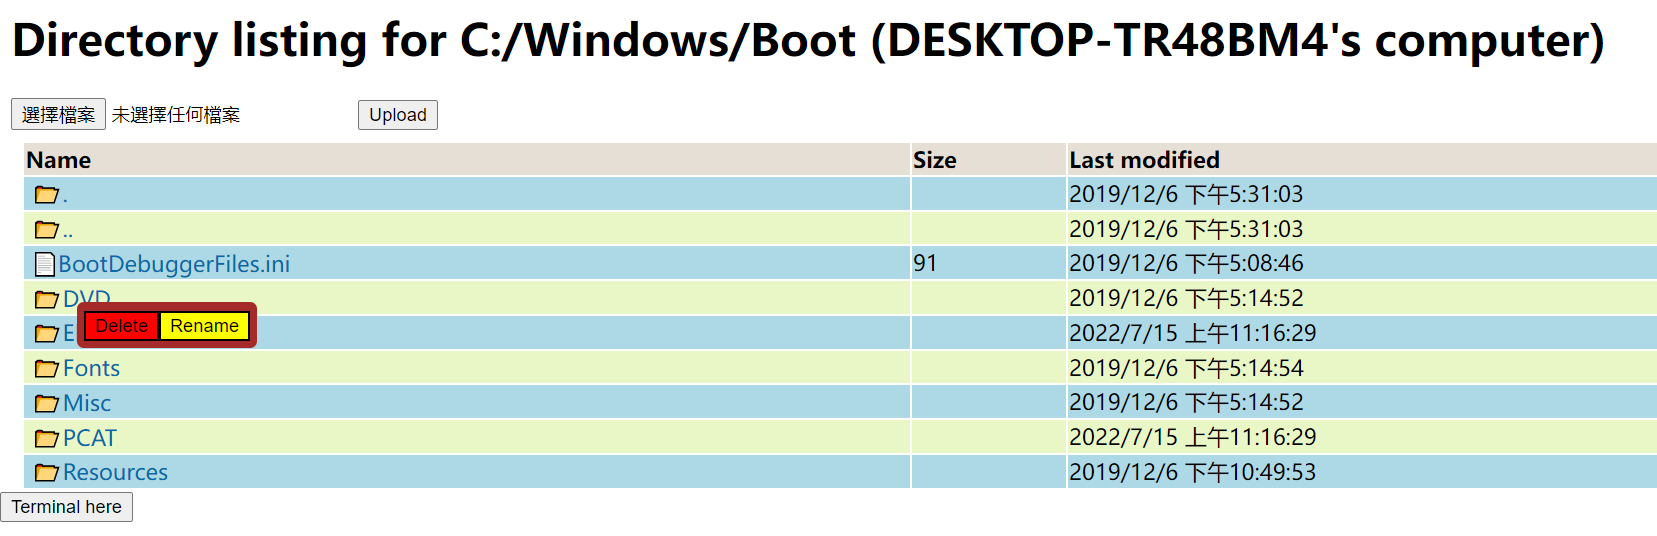 Directory listing for C:/Windows/Boot (DESKTOP-TR48BM4's computer)
選擇檔案 未選擇任何檔案 Upload
Name Size Last modified
. 2019/12/6 下午5:31:03
.. 2019/12/6 下午5:31:03
BootDebuggerFiles.ini 91 2019/12/6 下午5:08:46
DVD 2019/12/6 下午5:14:52
Delete Rename
2022/7/15 上午11:16:29
Fonts 2019/12/6 下午5:14:54
Misc 2019/12/6 下午5:14:52
PCAT 2022/7/15 上午11:16:29
Resources 2019/12/6 下午10:49:53
Terminal here